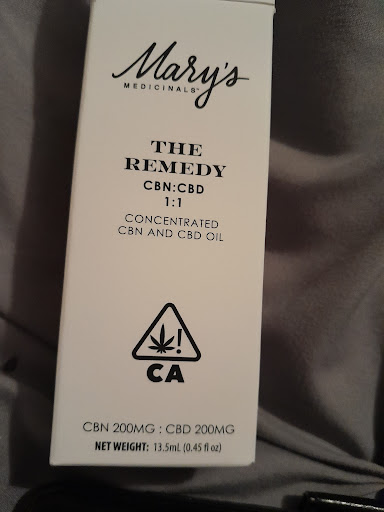 Mary's
MEDICINALS
THE
REMEDY
CBN:CBD
1:1
CONCENTRATED
CBN AND CBD OIL
!
CA
CBN 200MG : CBD 200MG
NET WEIGHT: 13.5mL (0.45 fl oz)